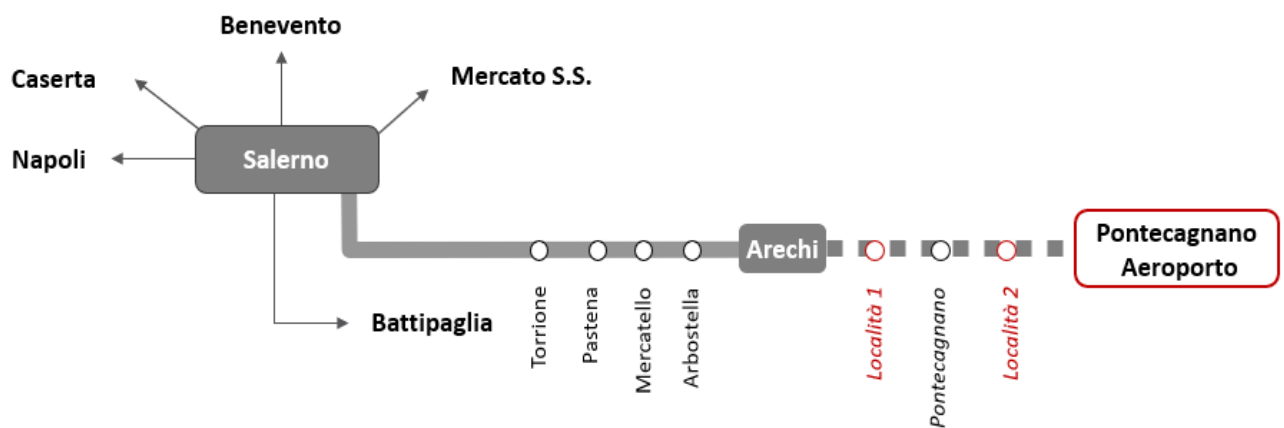 Benevento
Caserta
Mercato S.S.
Napoli
Salerno
Arechi
Pontecagnano
Aeroporto
Battipaglia
Torrione
Pastena
Mercatello
Arbostella
Località 1
Pontecagnano
Località 2